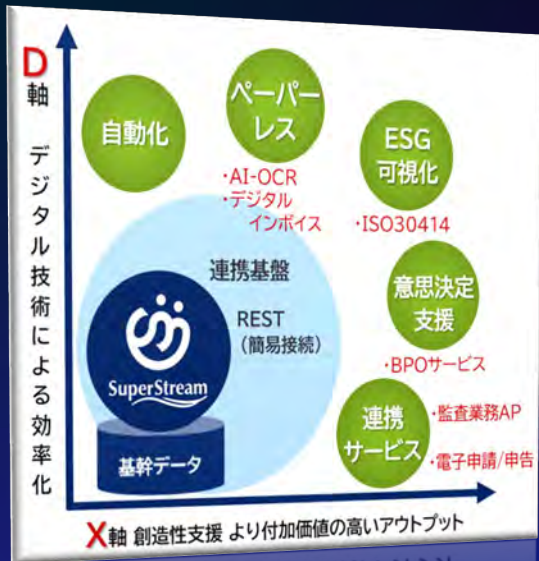 D軸 デジタル技術による効率化
自動化
ペーパー
レス
・AI-OCR
・デジタル
インボイス
ESG
可視化
・ISO30414
連携基盤
REST
（簡易接続）
SuperStream
基幹データ
意思決定
支援
・BPOサービス
連携
サービス
・監査業務AP
・電子申請/申告
X軸 創造性支援 より付加価値の高いアウトプット